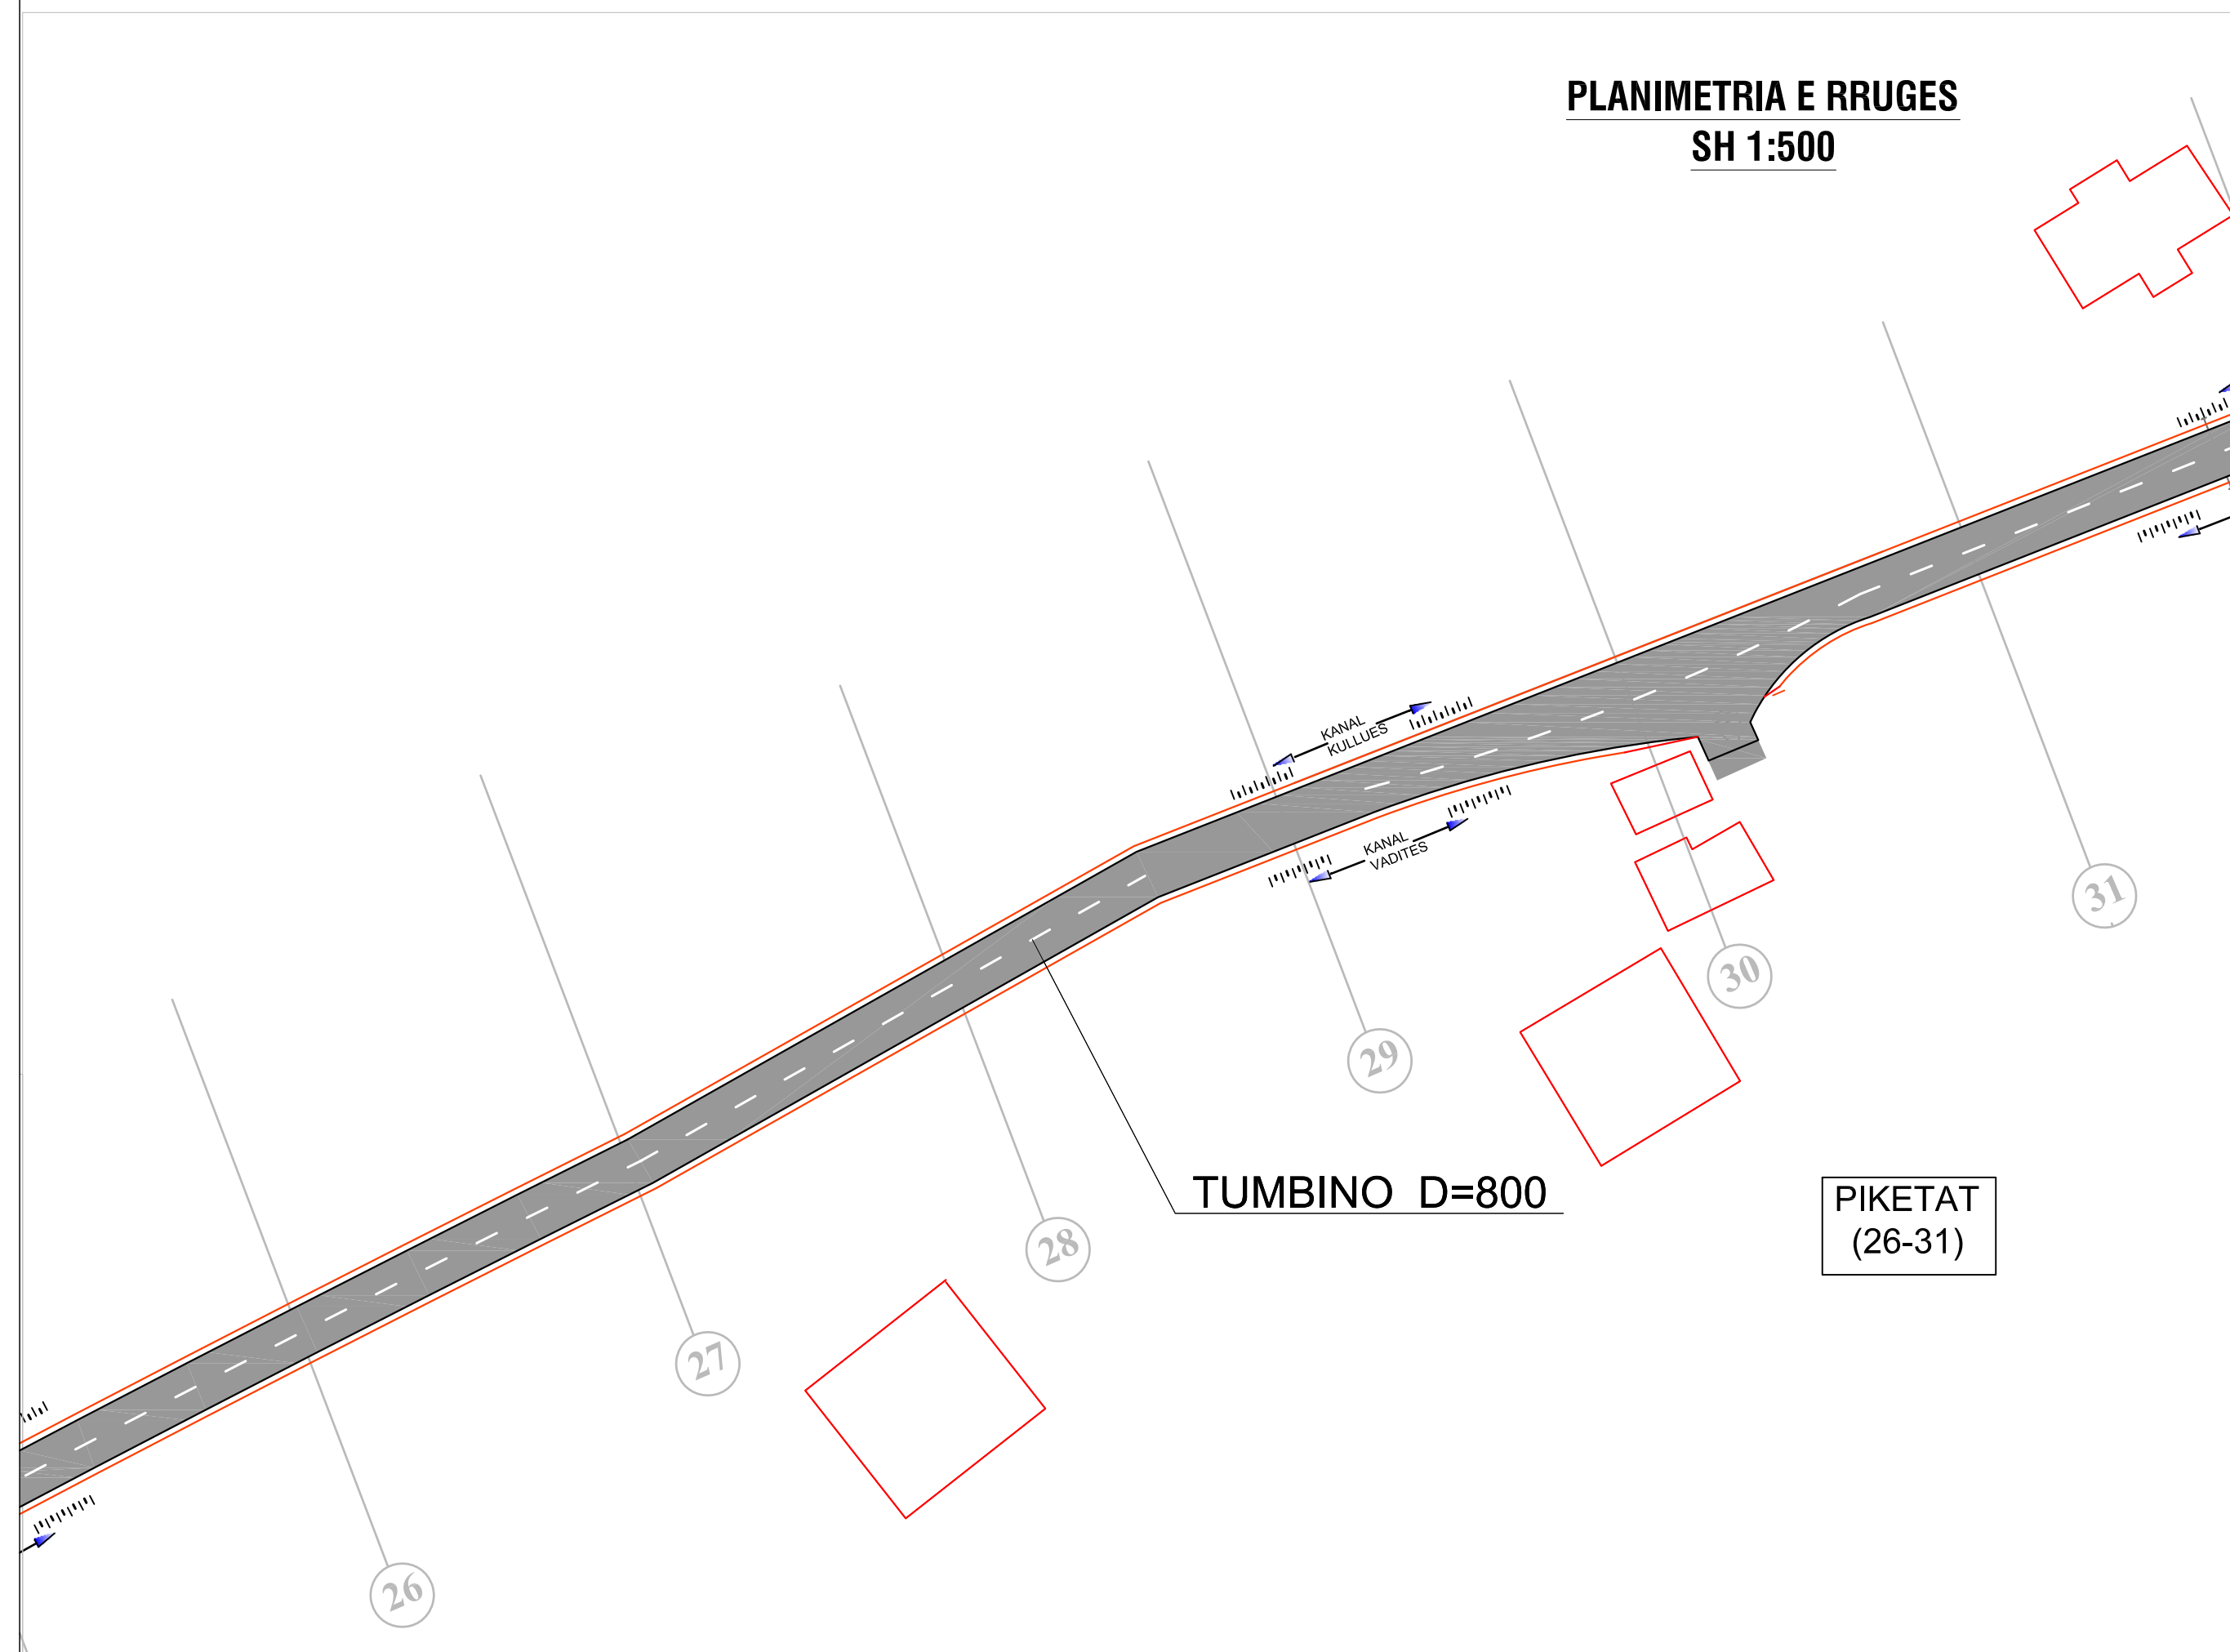 PLANIMETRIA E RRUGES
SH 1:500
KANAL
KULLUES
KANAL
VADITES
31
30
29
TUMBINO D=800
PIKETAT
(26-31)
28
27
26